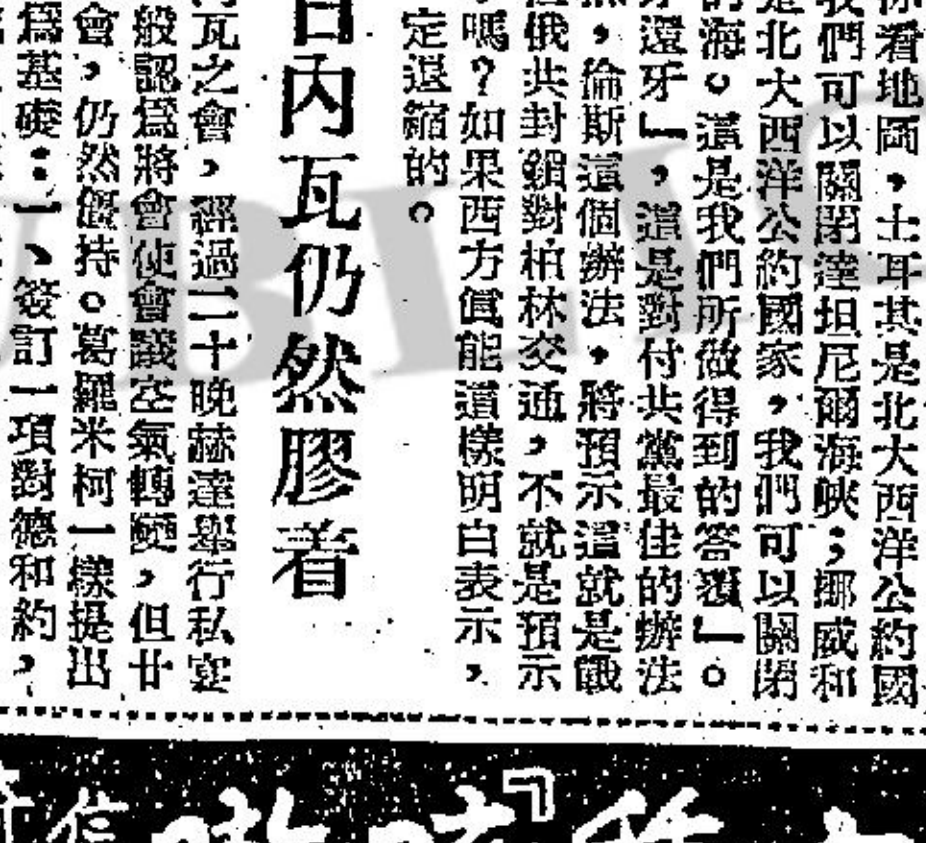 你看地圖,土耳其是北大西洋公約國
我們可以關閉達坦尼爾海峽;挪威和
是北大西洋公約國家,我們可以關閉
的海。這是我們所做得到的答覆」。
牙還牙」,這是對付共黨最佳的辦法
然,倫斯這個辦法,將預示這就是戰
俄共封鎖對柏林交通,不就是預示
嗎?如果西方眞能這樣明白表示,
定退縮的。
日內瓦仍然膠着
內瓦之會,經過二十晚赫達舉行私宴
般認爲將會使會議空氣轉變,但廿
會,仍然僵持。葛羅米柯一樣提出
爲基礎:一、簽訂一項對德和約,
UBLIC